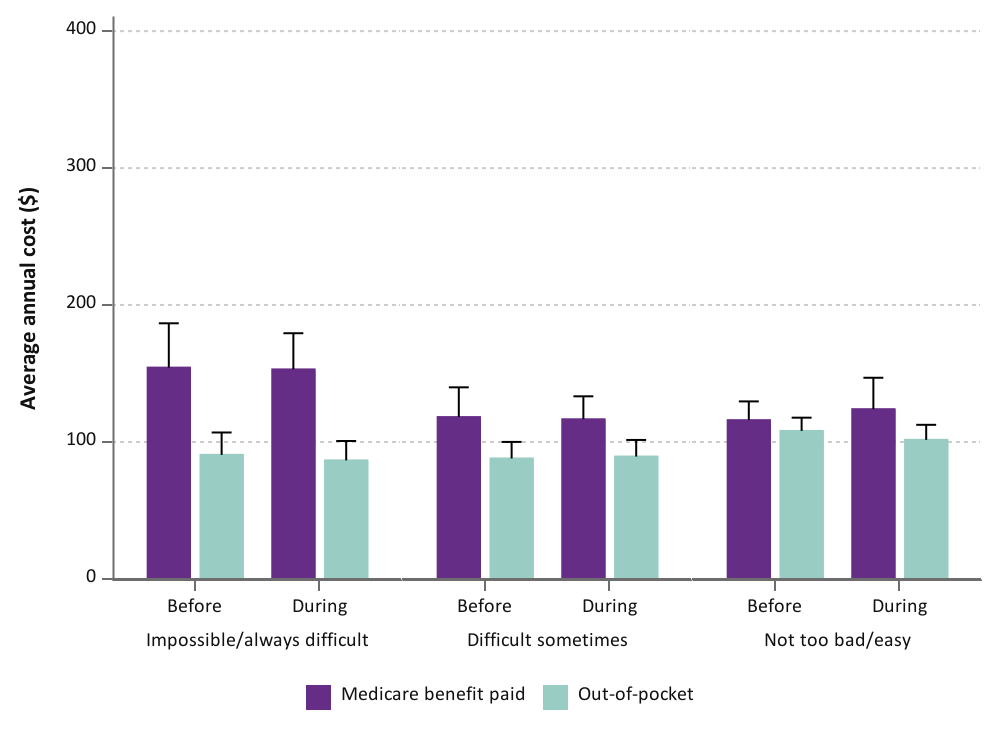 400
300
200
100
0
Average annual cost ($)
Before During Before During Before During
Impossible/always difficult Difficult sometimes Not too bad/easy
Medicare benefit paid Out-of-pocket